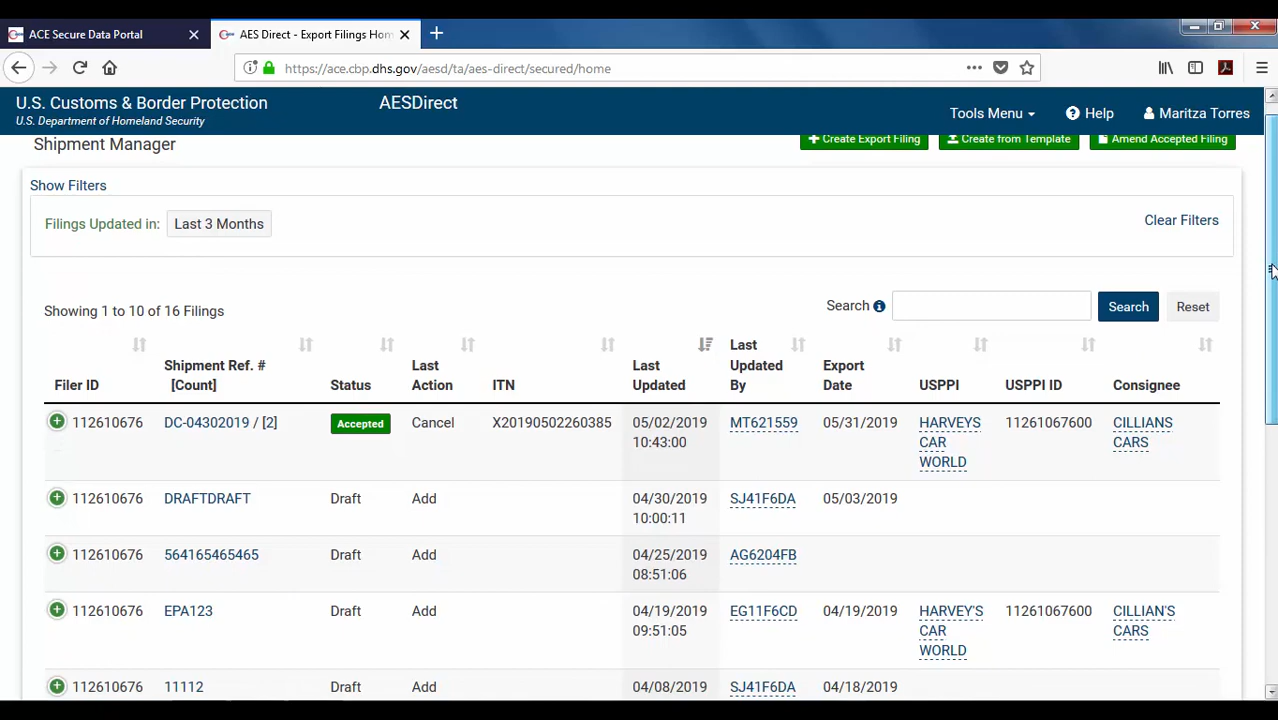 ACE Secure Data Portal
AES Direct - Export Filings Hom
https://ace.cbp.dhs.gov/aesd/ta/aes-direct/secured/home
U.S. Customs & Border Protection
U.S. Department of Homeland Security
AESDirect
Tools Menu
Help
Maritza Torres
Shipment Manager
Create Export Filing
Create from Template
Amend Accepted Filing
Show Filters
Filings Updated in: Last 3 Months
Clear Filters
Showing 1 to 10 of 16 Filings
Search
Search
Reset
Filer ID
Shipment Ref. #
[Count]
Status
Last
Action
ITN
Last
Updated
Last
Updated
By
Export
Date
USPPI
USPPI ID
Consignee
112610676 DC-04302019 / [2] Accepted Cancel X20190502260385 05/02/2019 MT621559 05/31/2019 HARVEYS 11261067600 CILLIANS
10:43:00 CAR CARS
WORLD
112610676 DRAFTDRAFT Draft Add 04/30/2019 SJ41F6DA 05/03/2019
10:00:11
112610676 564165465465 Draft Add 04/25/2019 AG6204FB
08:51:06
112610676 EPA123 Draft Add 04/19/2019 EG11F6CD 04/19/2019 HARVEY'S 11261067600 CILLIAN'S
09:51:05 CAR CARS
WORLD
112610676 11112 Draft Add 04/08/2019 SJ41F6DA 04/18/2019